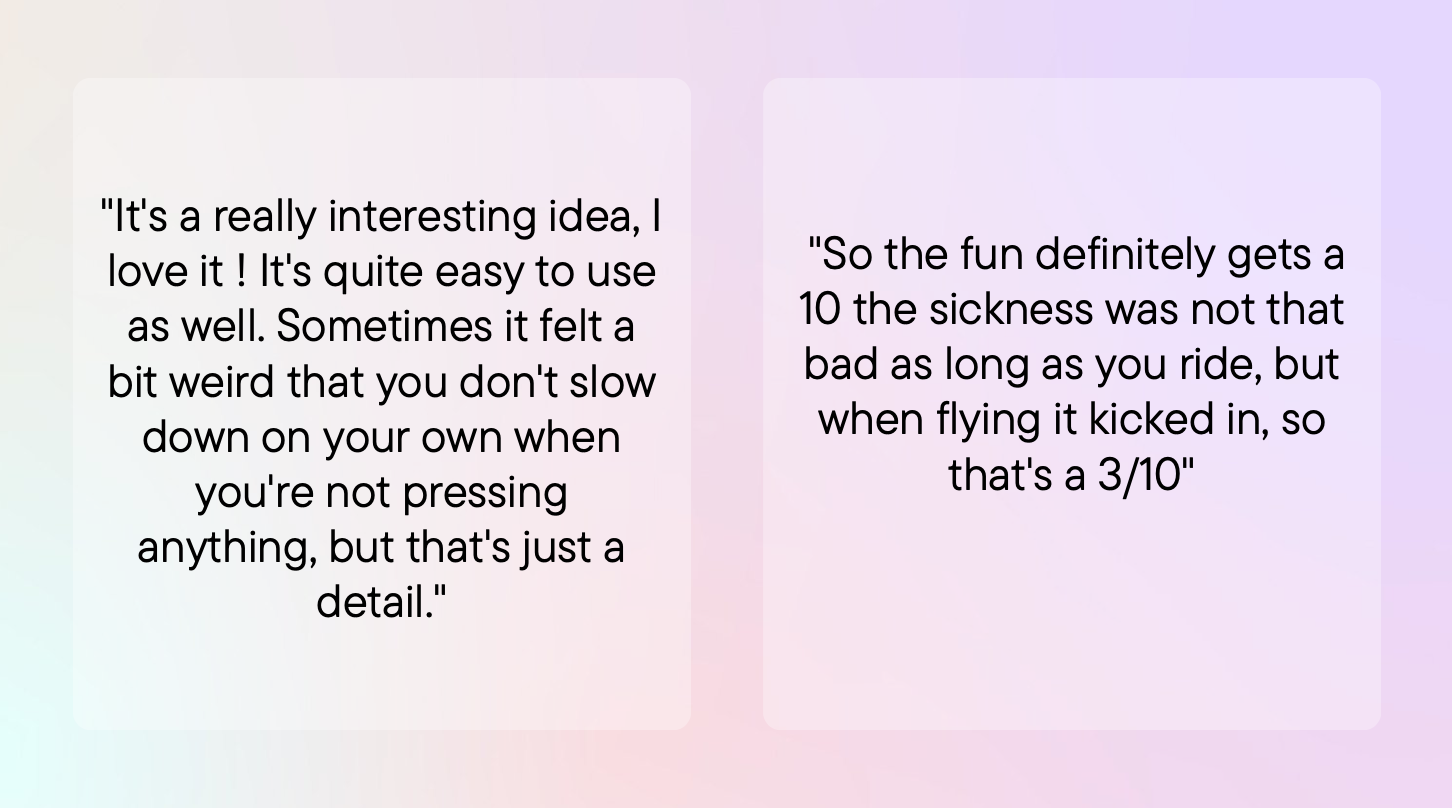 "It's a really interesting idea, I
love it ! It's quite easy to use
as well. Sometimes it felt a
bit weird that you don't slow
down on your own when
you're not pressing
anything, but that's just a
detail."
"So the fun definitely gets a
10 the sickness was not that
bad as long as you ride, but
when flying it kicked in, so
that's a 3/10"